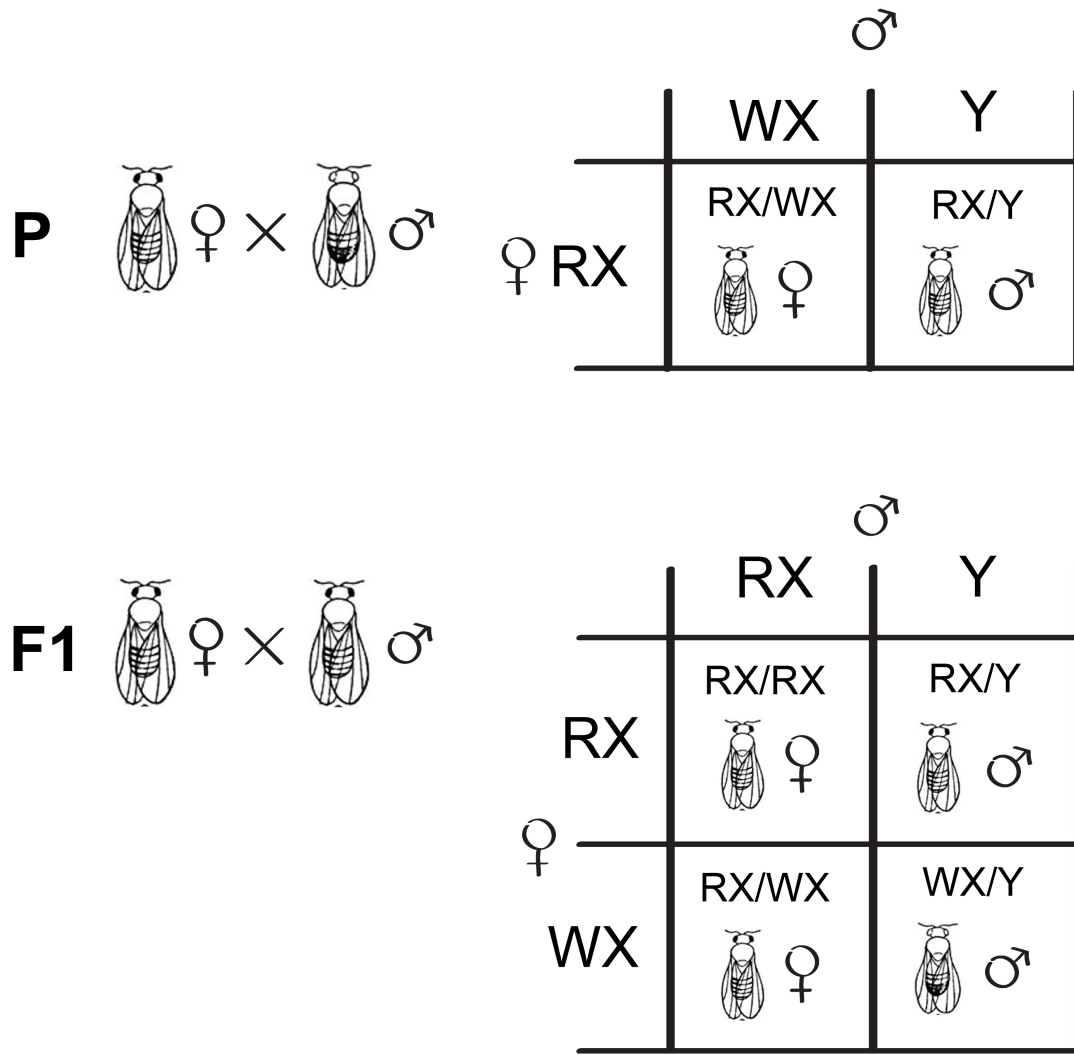 ♂
WX Y
P ♀ × ♂
♀ RX
RX/WX ♀
RX/Y ♂
♂
RX Y
F1 ♀ × ♂
RX
RX/RX ♀
RX/Y ♂
♀
WX
RX/WX ♀
WX/Y ♂